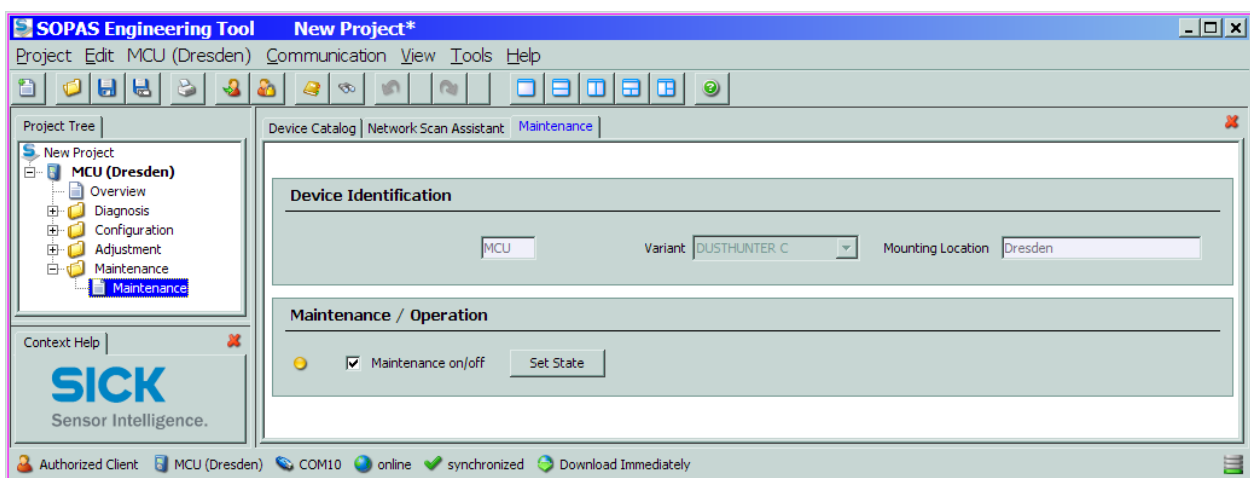 SOPAS Engineering Tool New Project*
Project Edit MCU (Dresden) Communication View Tools Help
Project Tree
New Project
MCU (Dresden)
Overview
Diagnosis
Configuration
Adjustment
Maintenance
Maintenance
Context Help
SICK
Sensor Intelligence.
Device Catalog Network Scan Assistant Maintenance
Device Identification
MCU Variant DUSTHUNTER C Mounting Location Dresden
Maintenance / Operation
Maintenance on/off Set State
Authorized Client MCU (Dresden) COM10 online synchronized Download Immediately